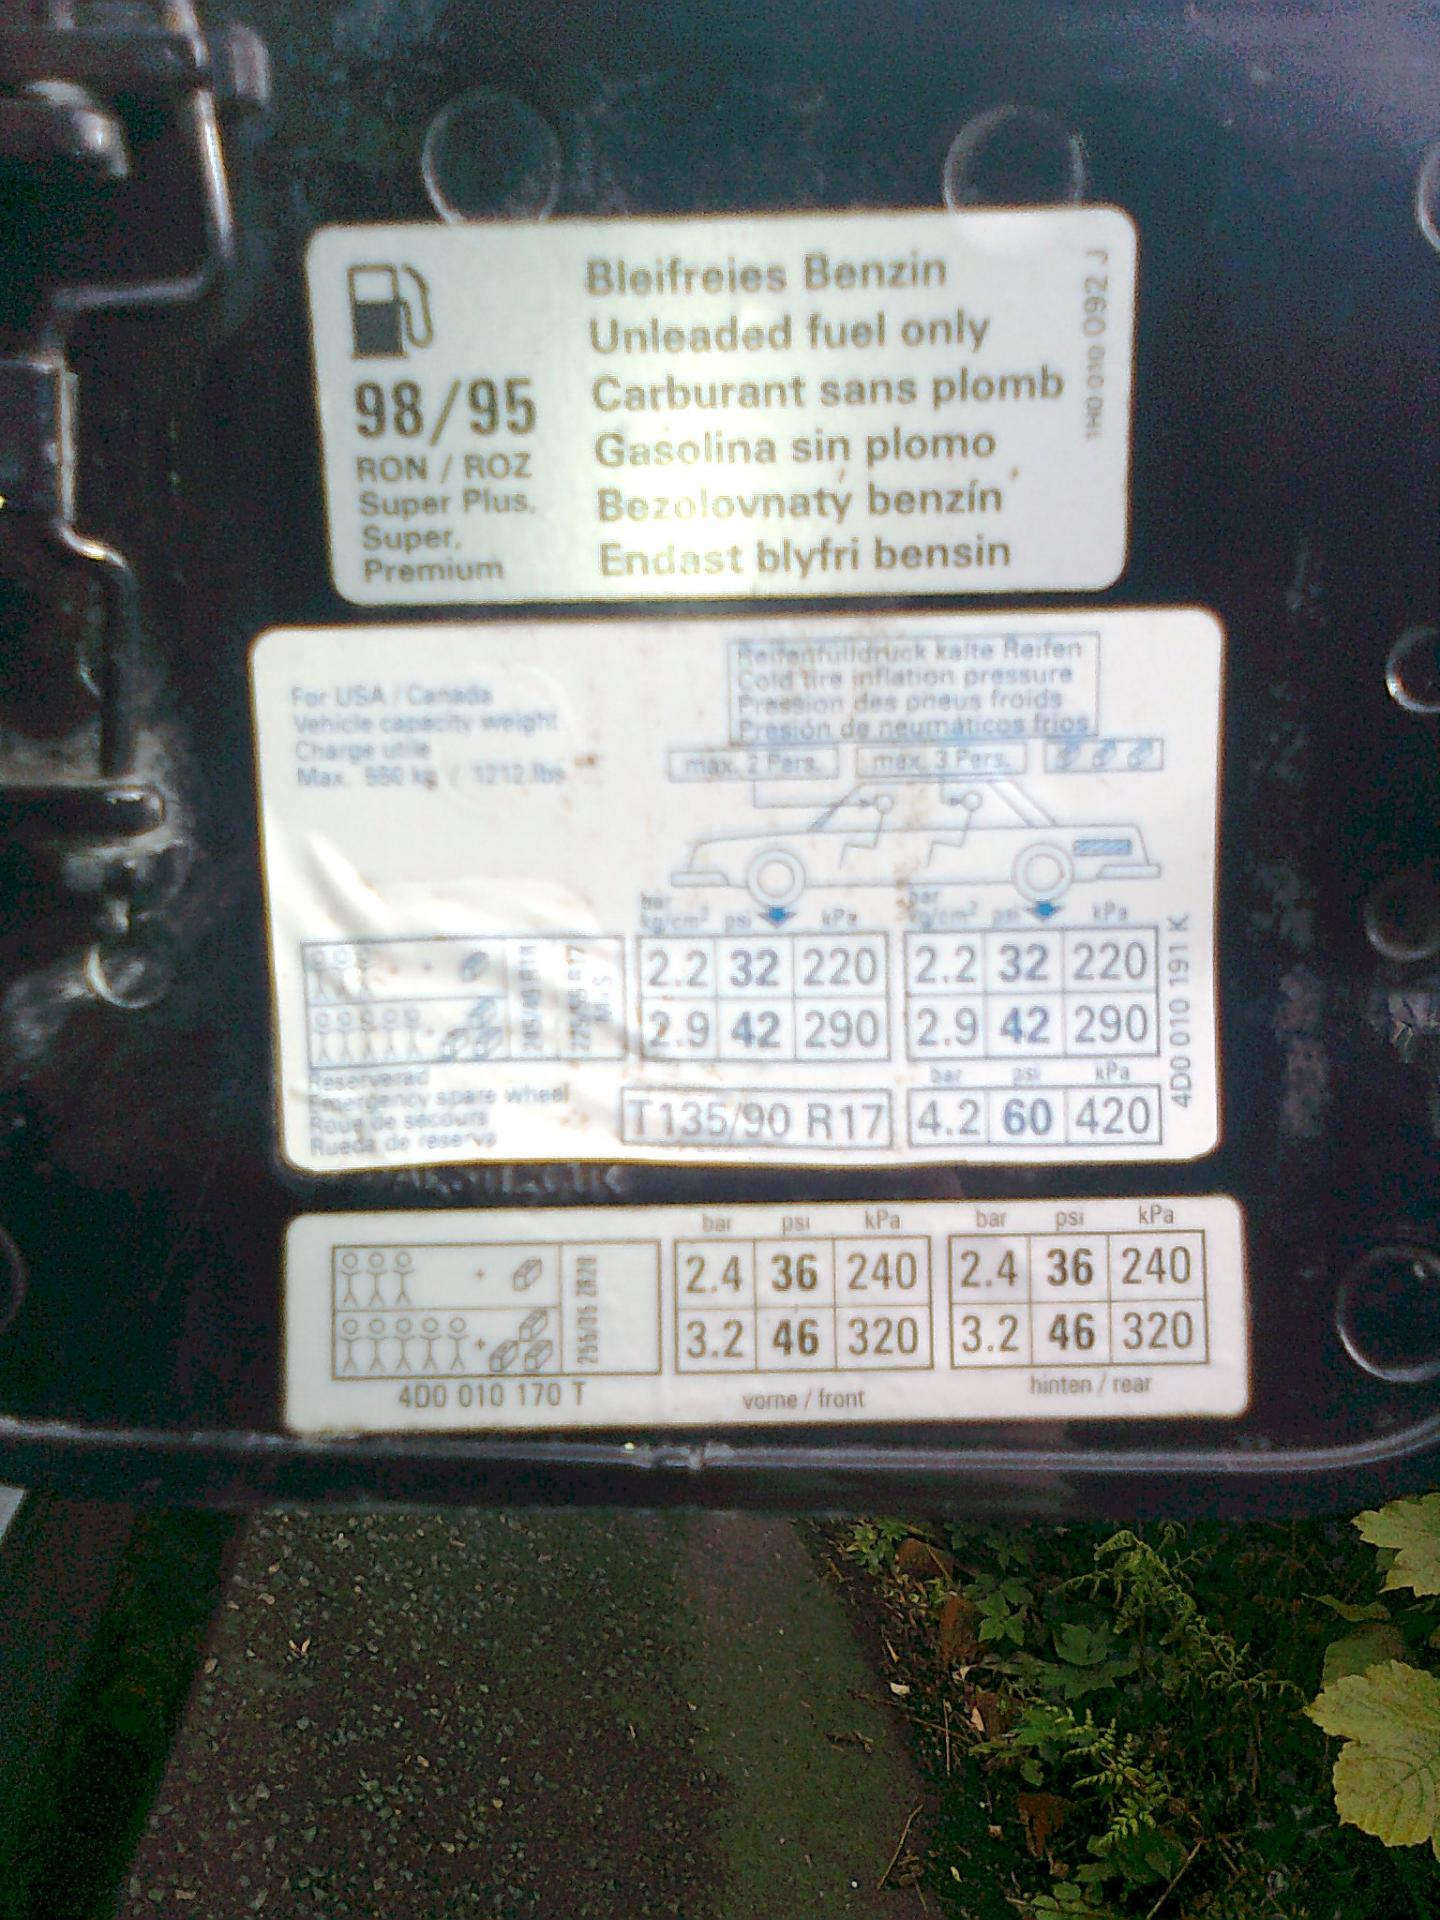 98/95
RON / ROZ
Super Plus,
Super,
Premium
Bleifreies Benzin
Unleaded fuel only
Carburant sans plomb
Gasolina sin plomo
Bezolovnatý benzín
Endast blyfri bensin
092 J
For USA / Canada
Vehicle capacity weight
Charge utile
Max. 550 kg / 1212 lbs
Reifenfülldruck kalte Reifen
Cold tire inflation pressure
Pression des pneus froids
Presión de neumáticos frios
max. 2 Pers. max. 3 Pers.
bar bar
kg/cm² psi kPa kg/cm² psi kPa
M+S
2.2 32 220 2.2 32 220
2.9 42 290 2.9 42 290
bar psi kPa
Reserverad
Emergency spare wheel
Roue de secours
Rueda de reserva
T135/90 R17 4.2 60 420
4D0 010 191 K
bar psi kPa bar psi kPa
+ 255/35 ZR20
2.4 36 240 2.4 36 240
+ 3.2 46 320 3.2 46 320
4D0 010 170 T vorne / front hinten / rear